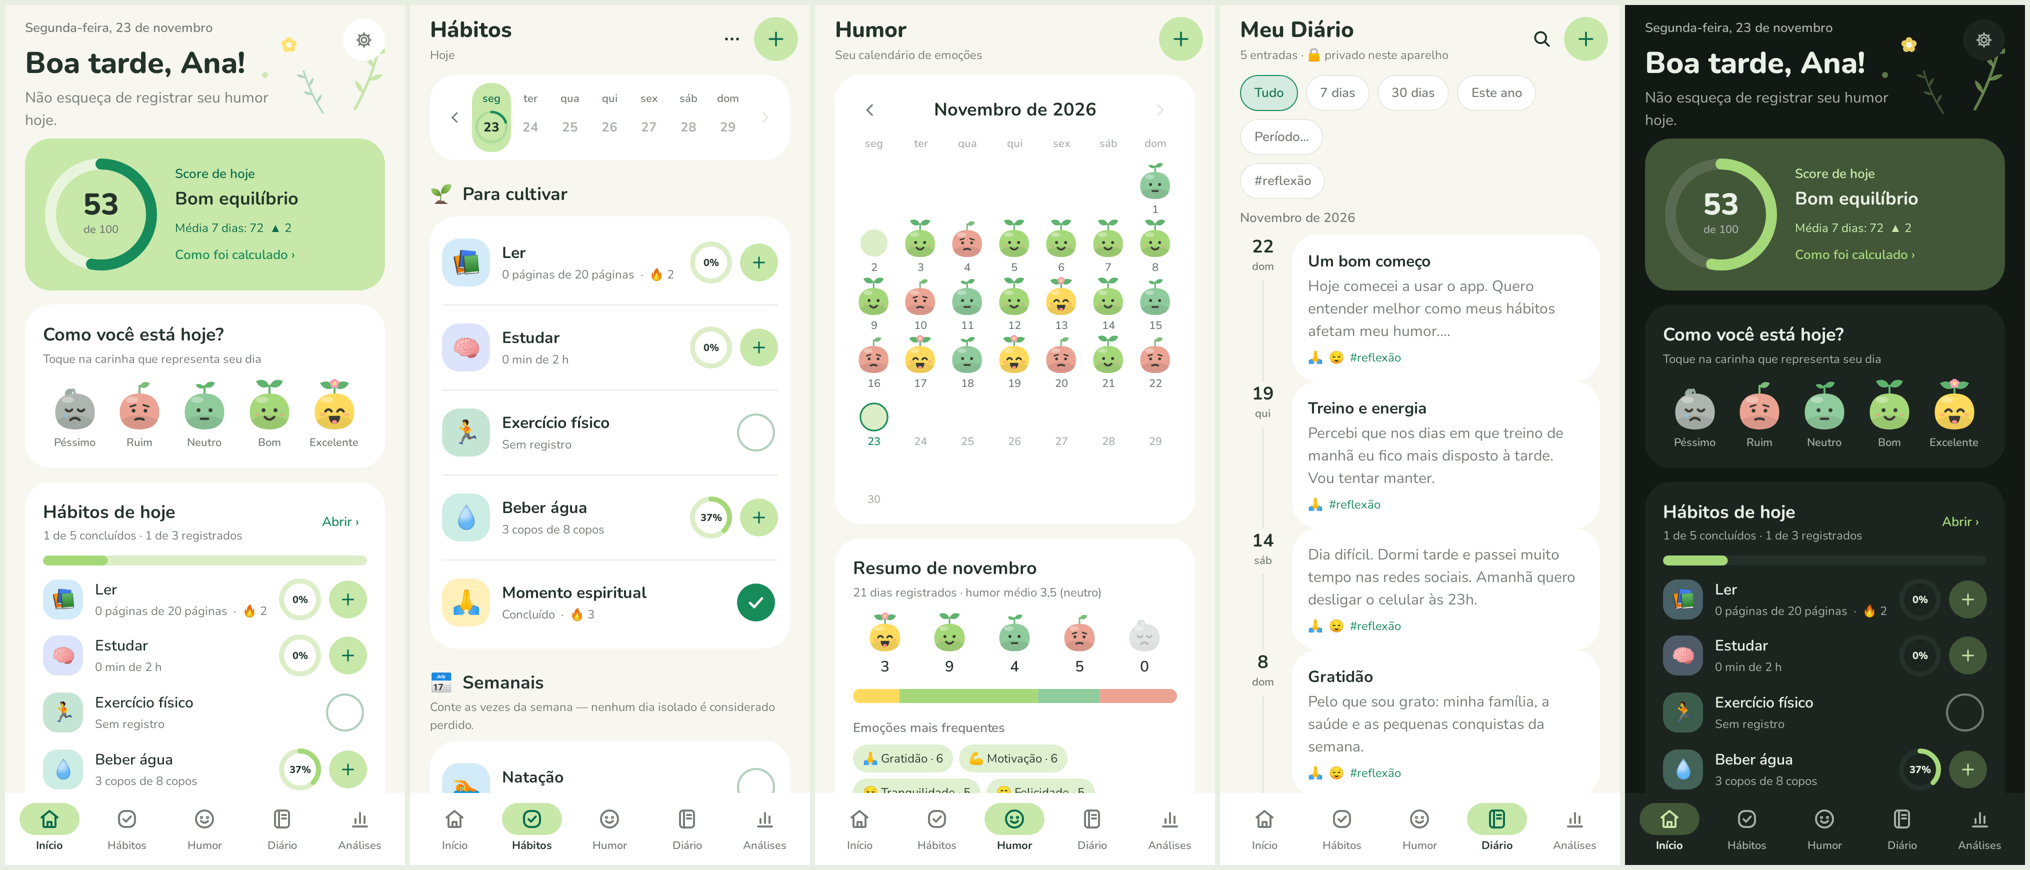 Segunda-feira, 23 de novembro
Boa tarde, Ana!
Não esqueça de registrar seu humor
hoje.
53
de 100
Score de hoje
Bom equilíbrio
Média 7 dias: 72 ▲ 2
Como foi calculado ›
Como você está hoje?
Toque na carinha que representa seu dia
Péssimo Ruim Neutro Bom Excelente
Hábitos de hoje
1 de 5 concluídos · 1 de 3 registrados
Abrir ›
Ler
0 páginas de 20 páginas · 🔥 2
0%
Estudar
0 min de 2 h
0%
Exercício físico
Sem registro
Beber água
3 copos de 8 copos
37%
Início Hábitos Humor Diário Análises
Hábitos
Hoje
seg ter qua qui sex sáb dom
23 24 25 26 27 28 29
Para cultivar
Ler
0 páginas de 20 páginas · 🔥 2
0%
Estudar
0 min de 2 h
0%
Exercício físico
Sem registro
Beber água
3 copos de 8 copos
37%
Momento espiritual
Concluído · 🔥 3
Semanais
Conte as vezes da semana — nenhum dia isolado é considerado
perdido.
Natação
Início Hábitos Humor Diário Análises
Humor
Seu calendário de emoções
Novembro de 2026
seg ter qua qui sex sáb dom
1
2 3 4 5 6 7 8
9 10 11 12 13 14 15
16 17 18 19 20 21 22
23 24 25 26 27 28 29
30
Resumo de novembro
21 dias registrados · humor médio 3,5 (neutro)
3 9 4 5 0
Emoções mais frequentes
🙏 Gratidão · 6 💪 Motivação · 6
Tranquilidade · 5 Felicidade · 5
Início Hábitos Humor Diário Análises
Meu Diário
5 entradas · 🔒 privado neste aparelho
Tudo 7 dias 30 dias Este ano
Período...
#reflexão
Novembro de 2026
22
dom
Um bom começo
Hoje comecei a usar o app. Quero
entender melhor como meus hábitos
afetam meu humor....
#reflexão
19
qui
Treino e energia
Percebi que nos dias em que treino de
manhã eu fico mais disposto à tarde.
Vou tentar manter.
#reflexão
14
sáb
Dia difícil. Dormi tarde e passei muito
tempo nas redes sociais. Amanhã quero
desligar o celular às 23h.
#reflexão
8
dom
Gratidão
Pelo que sou grato: minha família, a
saúde e as pequenas conquistas da
semana.
#reflexão
Início Hábitos Humor Diário Análises
Segunda-feira, 23 de novembro
Boa tarde, Ana!
Não esqueça de registrar seu humor
hoje.
53
de 100
Score de hoje
Bom equilíbrio
Média 7 dias: 72 ▲ 2
Como foi calculado ›
Como você está hoje?
Toque na carinha que representa seu dia
Péssimo Ruim Neutro Bom Excelente
Hábitos de hoje
1 de 5 concluídos · 1 de 3 registrados
Abrir ›
Ler
0 páginas de 20 páginas · 🔥 2
0%
Estudar
0 min de 2 h
0%
Exercício físico
Sem registro
Beber água
3 copos de 8 copos
37%
Início Hábitos Humor Diário Análises